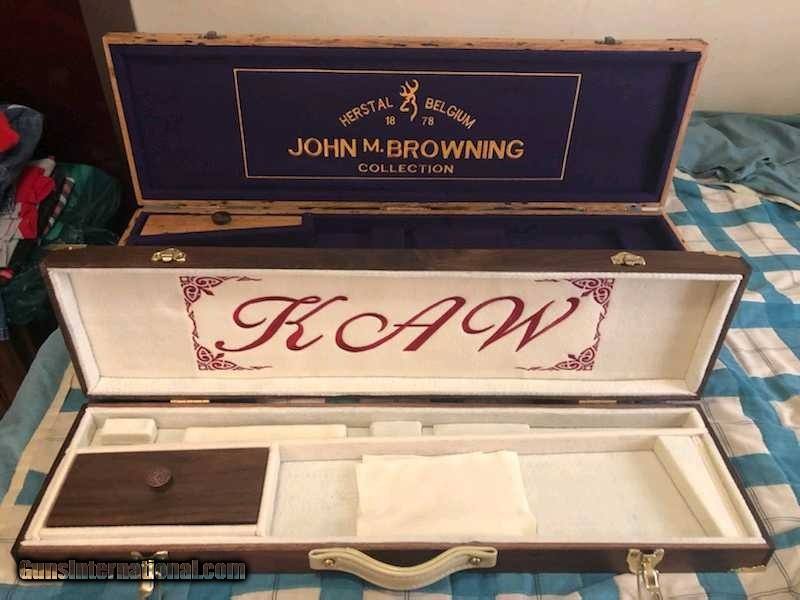 HERSTAL BELGIUM
18 78
JOHN M. BROWNING
COLLECTION
KAW
GunsInternational.com